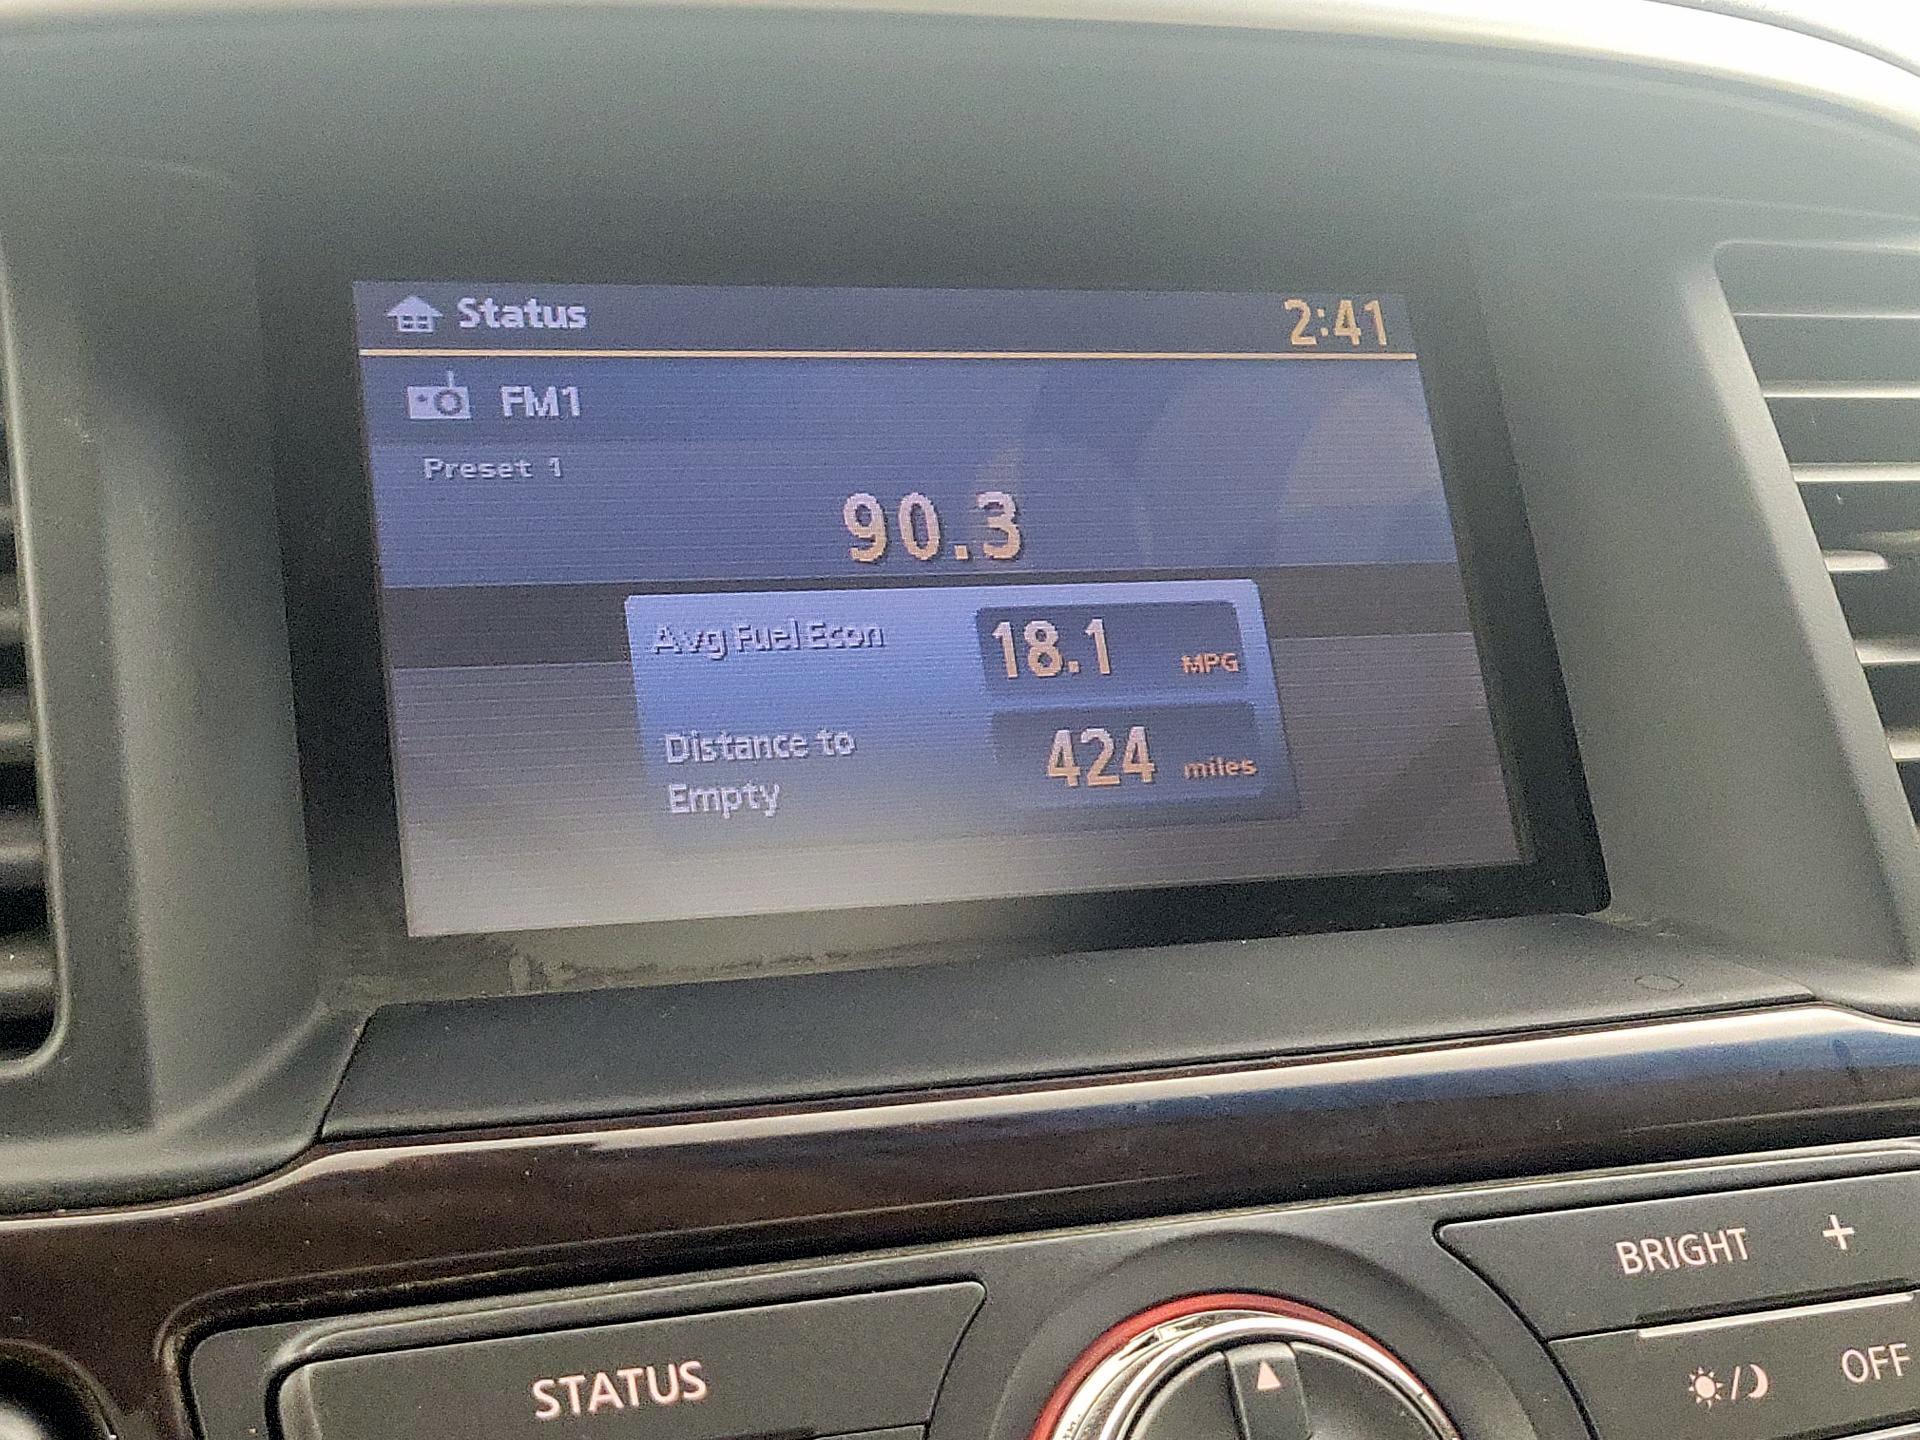 Status
2:41
FM1
Preset 1
90.3
Avg Fuel Econ 18.1 MPG
Distance to
Empty
424 miles
BRIGHT +
STATUS
OFF